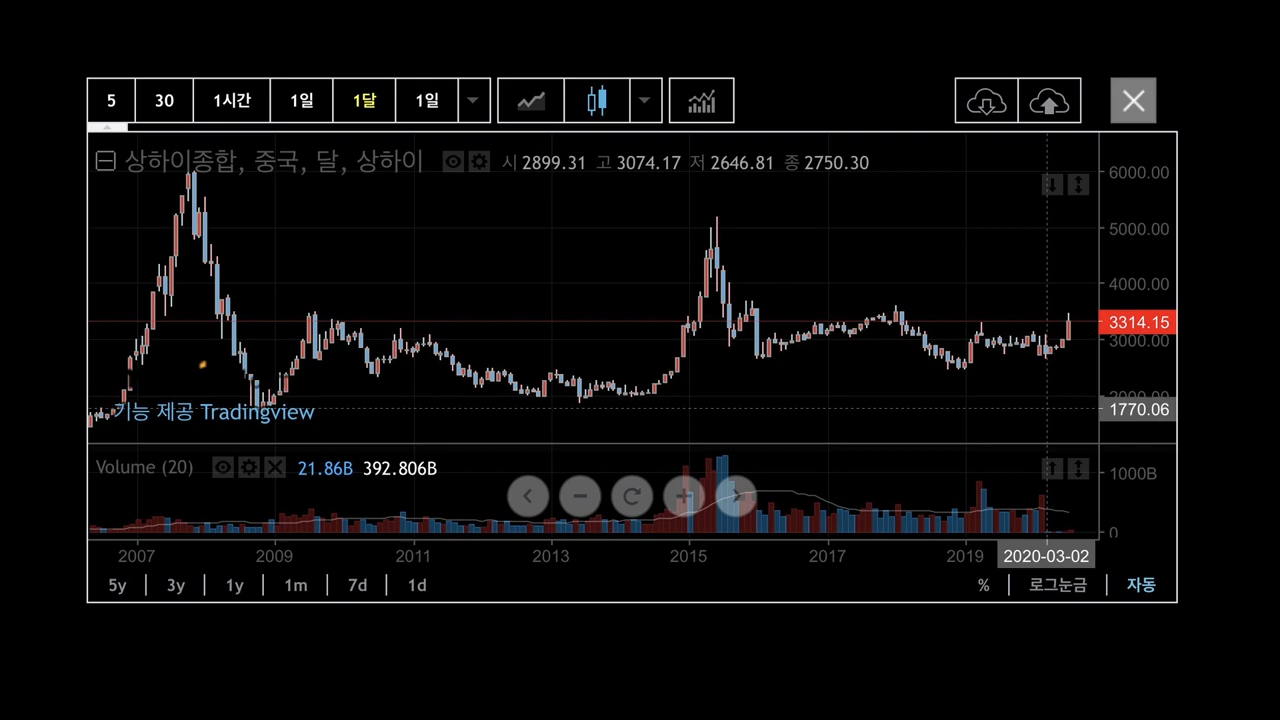 5 30 1시간 1일 1달 1일
상하이종합, 중국, 달, 상하이 시 2899.31 고 3074.17 저 2646.81 종 2750.30
6000.00
5000.00
4000.00
3314.15
3000.00
2000.00
1770.06
기능 제공 Tradingview
Volume (20) 21.86B 392.806B
1000B
0
2007 2009 2011 2013 2015 2017 2019 2020-03-02
5y 3y 1y 1m 7d 1d % 로그눈금 자동